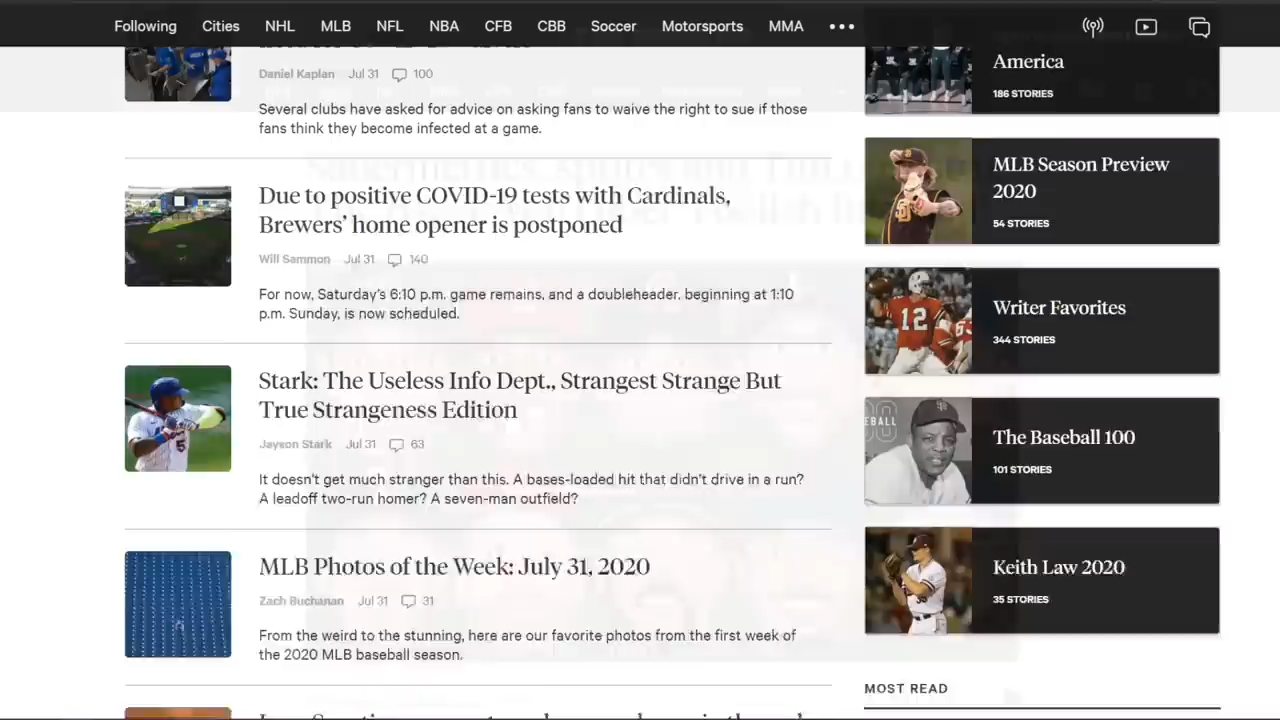 Following Cities NHL MLB NFL NBA CFB CBB Soccer Motorsports MMA
Daniel Kaplan Jul 31 100
Several clubs have asked for advice on asking fans to waive the right to sue if those
fans think they become infected at a game.
Due to positive COVID-19 tests with Cardinals,
Brewers' home opener is postponed
Will Sammon Jul 31 140
For now, Saturday's 6:10 p.m. game remains, and a doubleheader, beginning at 1:10
p.m. Sunday, is now scheduled.
Stark: The Useless Info Dept., Strangest Strange But
True Strangeness Edition
Jayson Stark Jul 31 63
It doesn't get much stranger than this. A bases-loaded hit that didn't drive in a run?
A leadoff two-run homer? A seven-man outfield?
MLB Photos of the Week: July 31, 2020
Zach Buchanan Jul 31 31
From the weird to the stunning, here are our favorite photos from the first week of
the 2020 MLB baseball season.
America
186 STORIES
MLB Season Preview
2020
54 STORIES
Writer Favorites
344 STORIES
The Baseball 100
101 STORIES
Keith Law 2020
35 STORIES
MOST READ